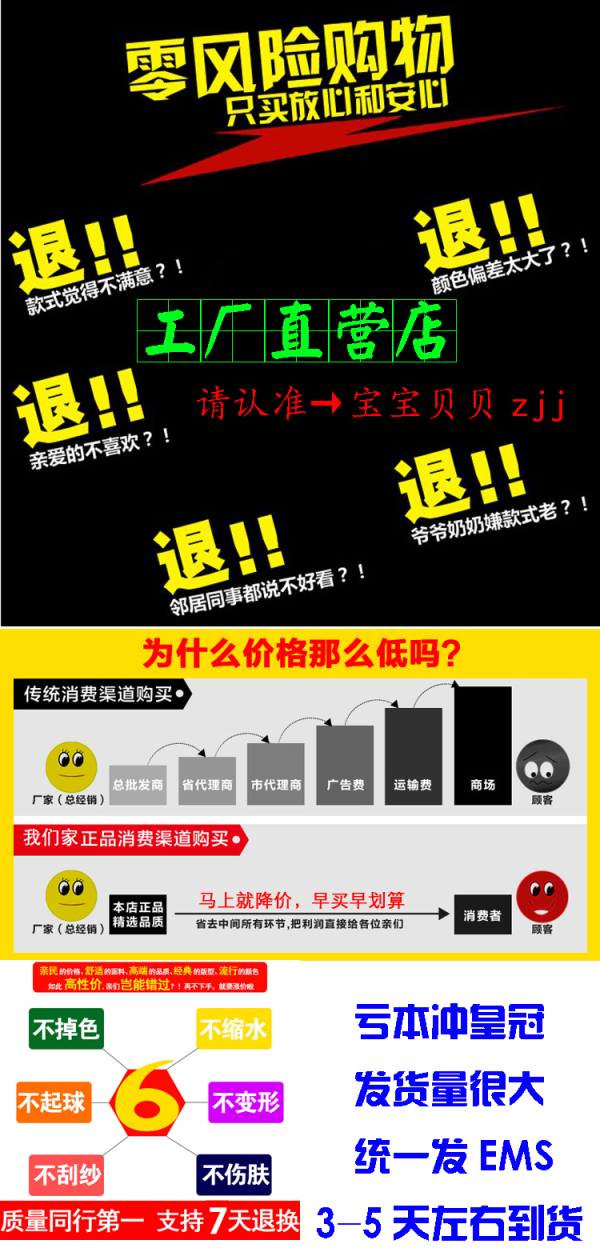 零风险购物
只买放心和安心
退!!
款式觉得不满意?!
退!!
颜色偏差太大了?!
工厂直营店
请认准→宝宝贝贝zjj
退!!
亲爱的不喜欢?!
退!!
爷爷奶奶嫌款式老?!
退!!
邻居同事都说不好看?!
为什么价格那么低吗?
传统消费渠道购买
厂家（总经销）
总批发商
省代理商
市代理商
广告费
运输费
商场
顾客
我们家正品消费渠道购买
厂家（总经销）
本店正品
精选品质
马上就降价，早买早划算
省去中间所有环节,把利润直接给各位亲们
消费者
顾客
亲民的价格、舒适的面料、高端的品质、经典的版型、流行的颜色
如此 高性价.亲们岂能错过?！再不下手，就要涨价啦
不掉色
不缩水
不起球
6
不变形
不刮纱
不伤肤
质量同行第一 支持7天退换
亏本冲皇冠
发货量很大
统一发EMS
3-5天左右到货